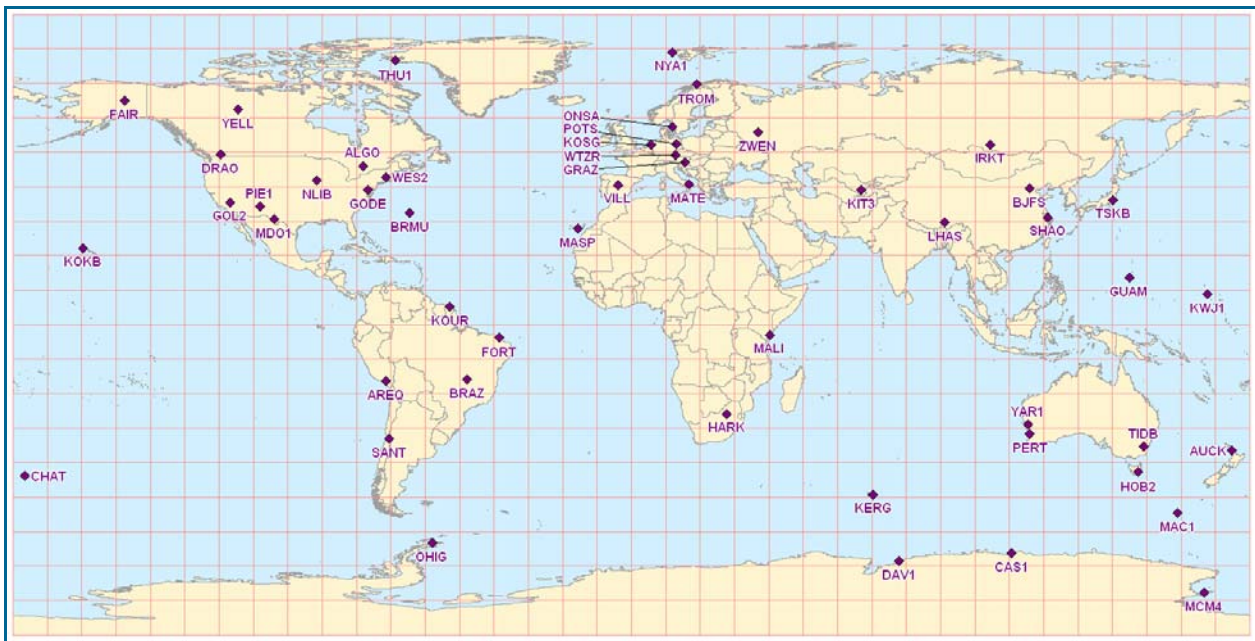 NYA1
THU1
TROM
FAIR
YELL
ONSA
POTS
KOSG
WTZR
GRAZ
ZWEN
IRKT
DRAO
ALGO
WES2
PIE1
NLIB
GODE
GOL2
MDO1
BRMU
VILL
MATE
KIT3
BJFS
TSKB
LHAS
SHAO
KOKB
MASP
GUAM
KWJ1
KOUR
FORT
MALI
AREQ
BRAZ
HARK
YAR1
PERT
TIDB
AUCK
SANT
CHAT
HOB2
KERG
MAC1
OHIG
DAV1
CAS1
MCM4